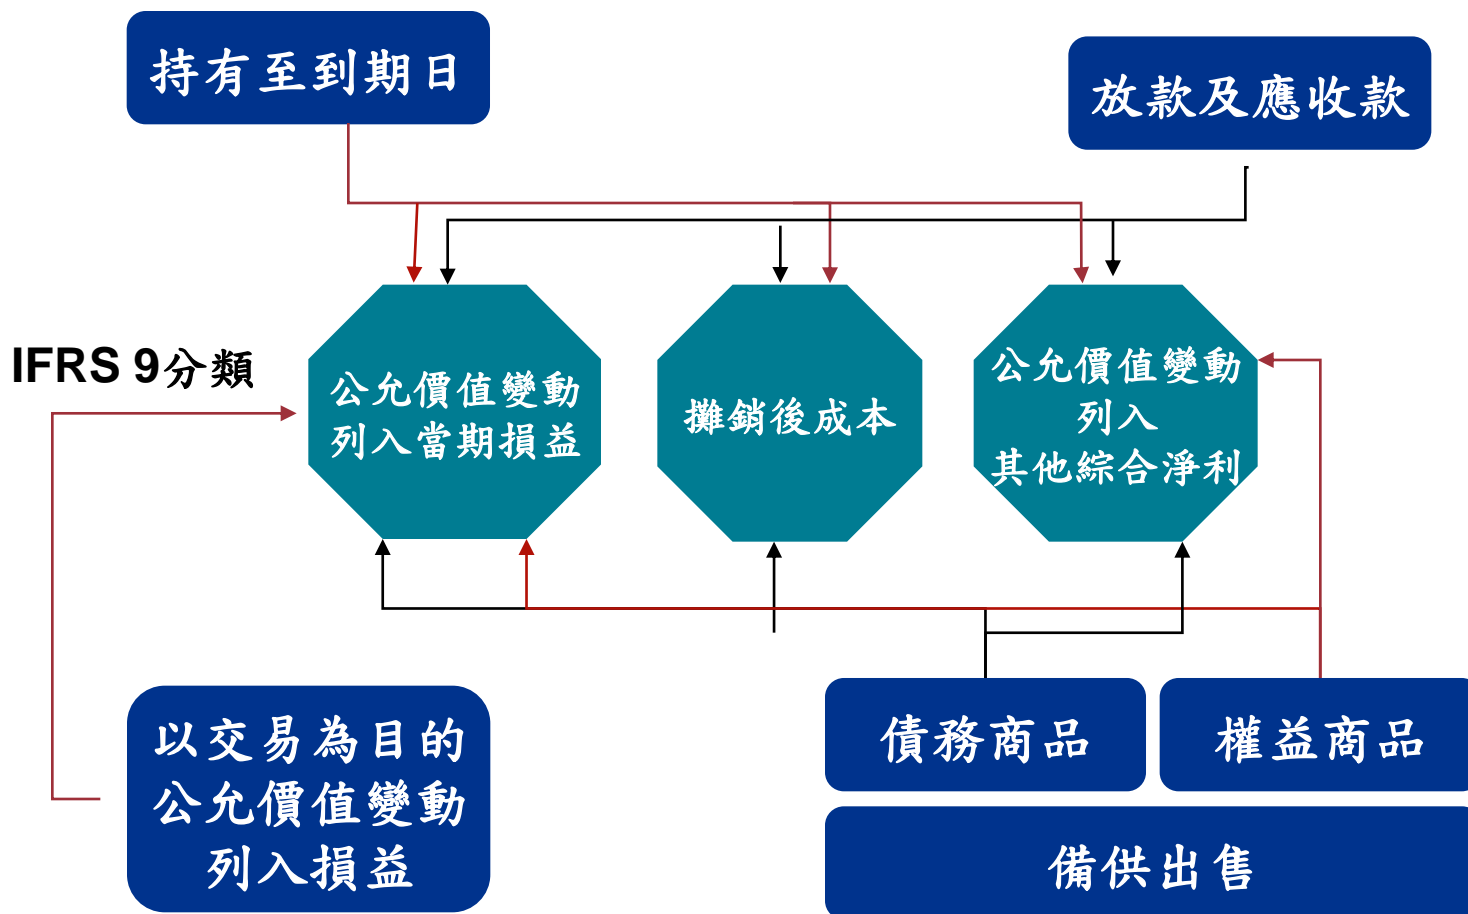 持有至到期日
放款及應收款
IFRS 9分類
公允價值變動
列入當期損益
攤銷後成本
公允價值變動
列入
其他綜合淨利
以交易為目的
公允價值變動
列入損益
債務商品
權益商品
備供出售